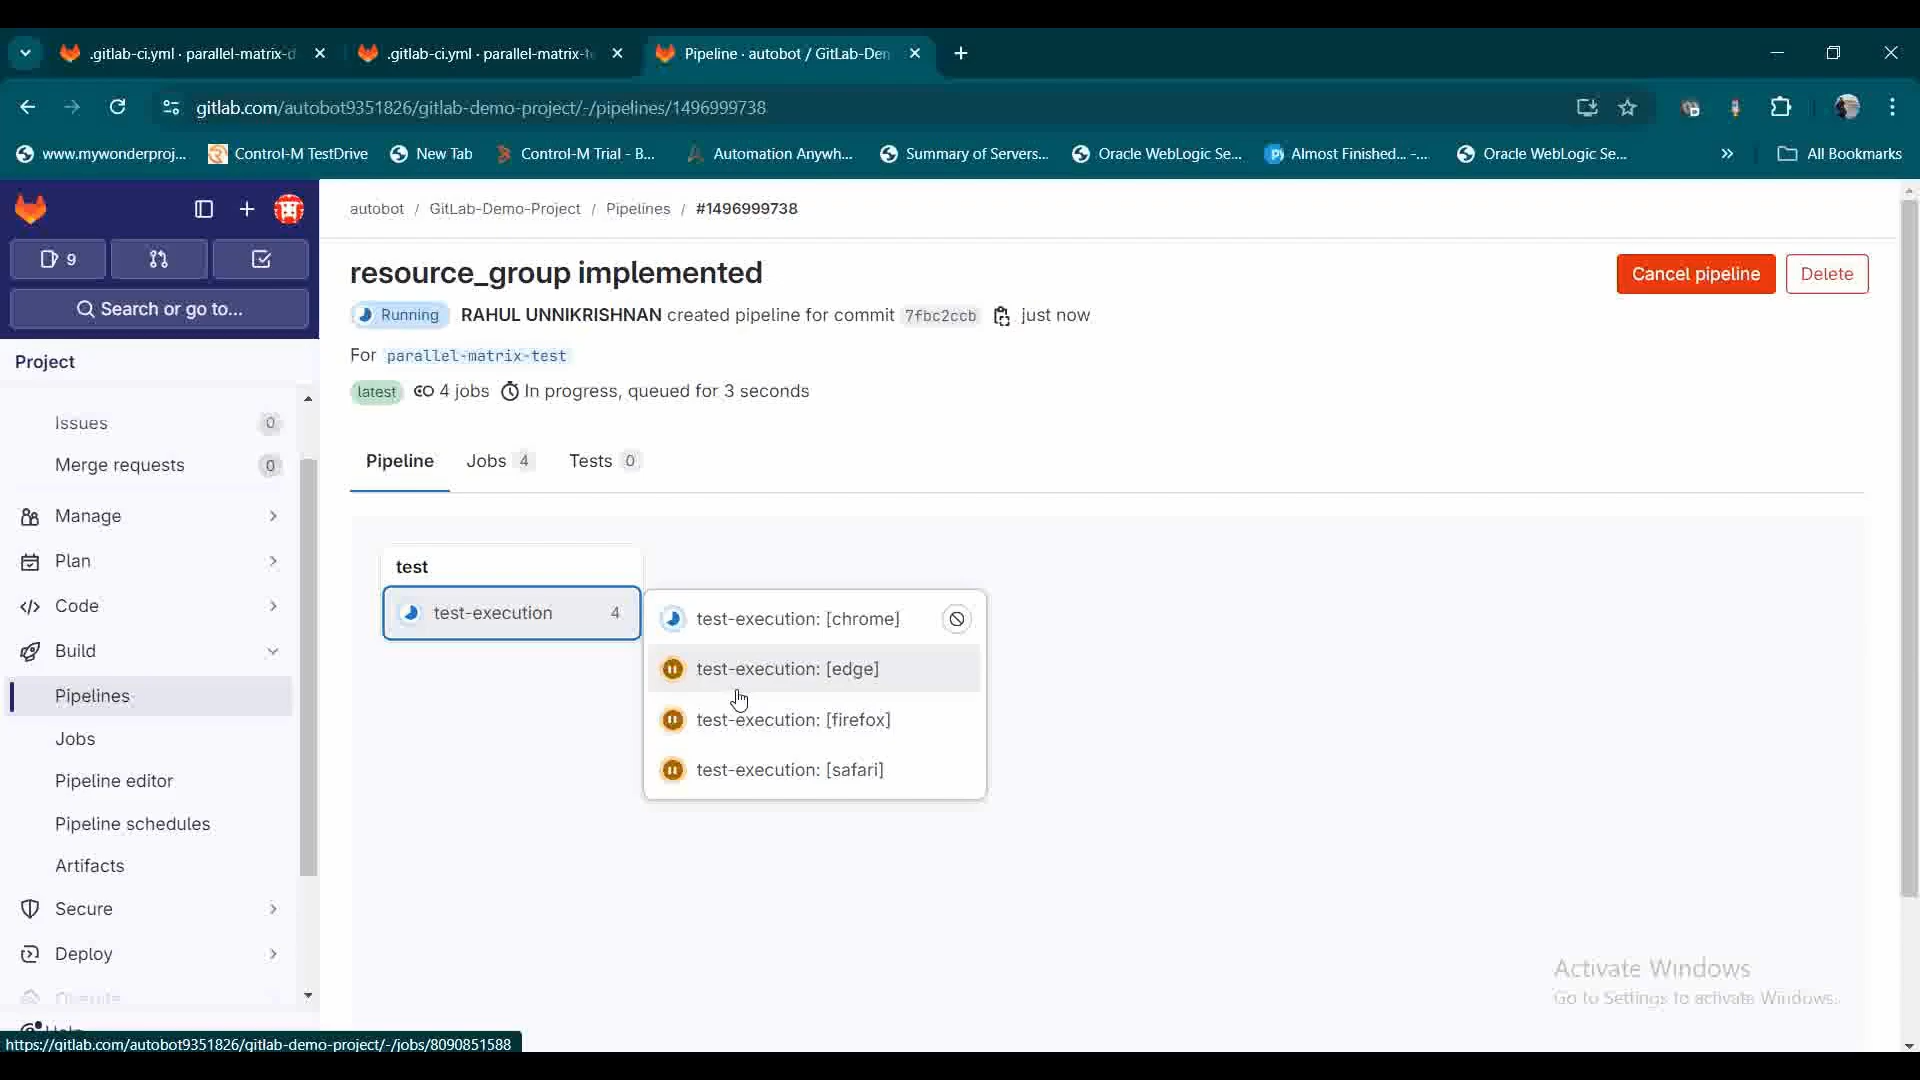 .gitlab-ci.yml · parallel-matrix-d
.gitlab-ci.yml · parallel-matrix-te
Pipeline · autobot / GitLab-Den
gitlab.com/autobot9351826/gitlab-demo-project/-/pipelines/1496999738
www.mywonderproj...
Control-M TestDrive
New Tab
Control-M Trial - B...
Automation Anywh...
Summary of Servers...
Oracle WebLogic Se...
Almost Finished... -...
Oracle WebLogic Se...
All Bookmarks
9
Search or go to...
Project
Issues 0
Merge requests 0
Manage
Plan
Code
Build
Pipelines
Jobs
Pipeline editor
Pipeline schedules
Artifacts
Secure
Deploy
Operate
Help
https://gitlab.com/autobot9351826/gitlab-demo-project/-/jobs/8090851588
autobot / GitLab-Demo-Project / Pipelines / #1496999738
resource_group implemented
Cancel pipeline
Delete
Running RAHUL UNNIKRISHNAN created pipeline for commit 7fbc2ccb just now
For parallel-matrix-test
latest 4 jobs In progress, queued for 3 seconds
Pipeline Jobs 4 Tests 0
test
test-execution 4
test-execution: [chrome]
test-execution: [edge]
test-execution: [firefox]
test-execution: [safari]
Activate Windows
Go to Settings to activate Windows.